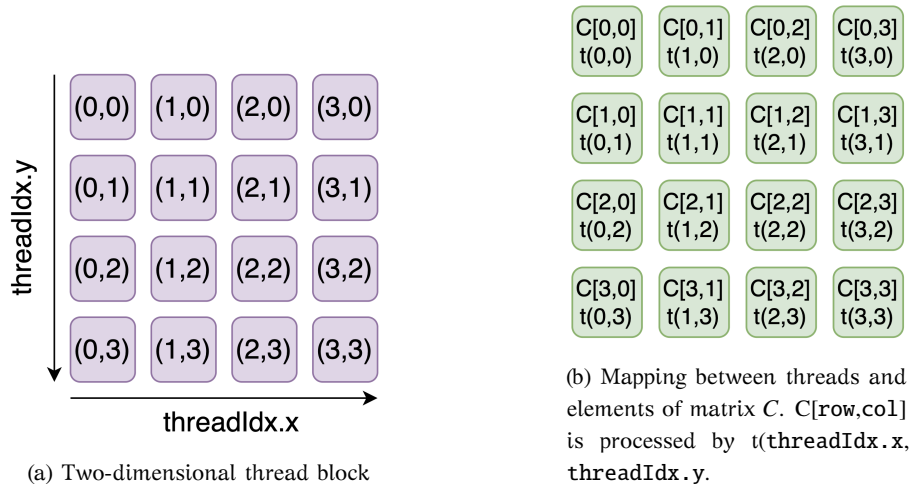 threadIdx.y
(0,0) (1,0) (2,0) (3,0)
(0,1) (1,1) (2,1) (3,1)
(0,2) (1,2) (2,2) (3,2)
(0,3) (1,3) (2,3) (3,3)
threadIdx.x
(a) Two-dimensional thread block
C[0,0] C[0,1] C[0,2] C[0,3]
t(0,0) t(1,0) t(2,0) t(3,0)
C[1,0] C[1,1] C[1,2] C[1,3]
t(0,1) t(1,1) t(2,1) t(3,1)
C[2,0] C[2,1] C[2,2] C[2,3]
t(0,2) t(1,2) t(2,2) t(3,2)
C[3,0] C[3,1] C[3,2] C[3,3]
t(0,3) t(1,3) t(2,3) t(3,3)
(b) Mapping between threads and
elements of matrix C. C[row,col]
is processed by t(threadIdx.x,
threadIdx.y.